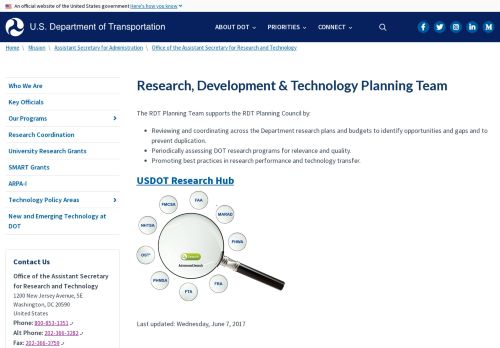 An official website of the United States government Here's how you know
U.S. Department of Transportation
ABOUT DOT
PRIORITIES
CONNECT
Home \ Mission \ Assistant Secretary for Administration \ Office of the Assistant Secretary for Research and Technology
Who We Are
Key Officials
Our Programs
Research Coordination
University Research Grants
SMART Grants
ARPA-I
Technology Policy Areas
New and Emerging Technology at
DOT
Contact Us
Office of the Assistant Secretary
for Research and Technology
1200 New Jersey Avenue, SE
Washington, DC 20590
United States
Phone: 800-853-1351
Alt Phone: 202-366-3282
Fax: 202-366-3759
Research, Development & Technology Planning Team
The RDT Planning Team supports the RDT Planning Council by:
• Reviewing and coordinating across the Department research plans and budgets to identify opportunities and gaps and to
prevent duplication.
• Periodically assessing DOT research programs for relevance and quality.
• Promoting best practices in research performance and technology transfer.
USDOT Research Hub
FMCSA
FAA
MARAD
NHTSA
FHWA
OST*
PHMSA
FTA
FRA
Search
Advanced Search
Last updated: Wednesday, June 7, 2017